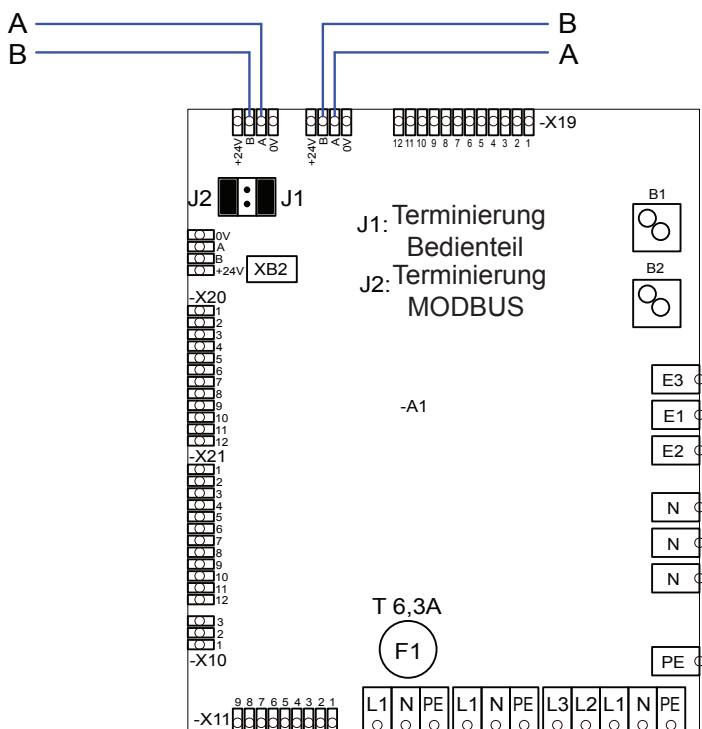 A
B
B
A
+24V
B
A
0V
+24V
B
A
0V
12 11 10 9 8 7 6 5 4 3 2 1
-X19
J2
J1
J1: Terminierung
Bedienteil
J2: Terminierung
MODBUS
B1
B2
0V
A
B
+24V
XB2
-X20
1
2
3
4
5
6
7
8
9
10
11
12
-X21
1
2
3
4
5
6
7
8
9
10
11
12
3
2
1
-X10
-A1
E3
E1
E2
N
N
N
PE
T 6,3A
F1
-X11
9 8 7 6 5 4 3 2 1
L1 N PE L1 N PE L3 L2 L1 N PE